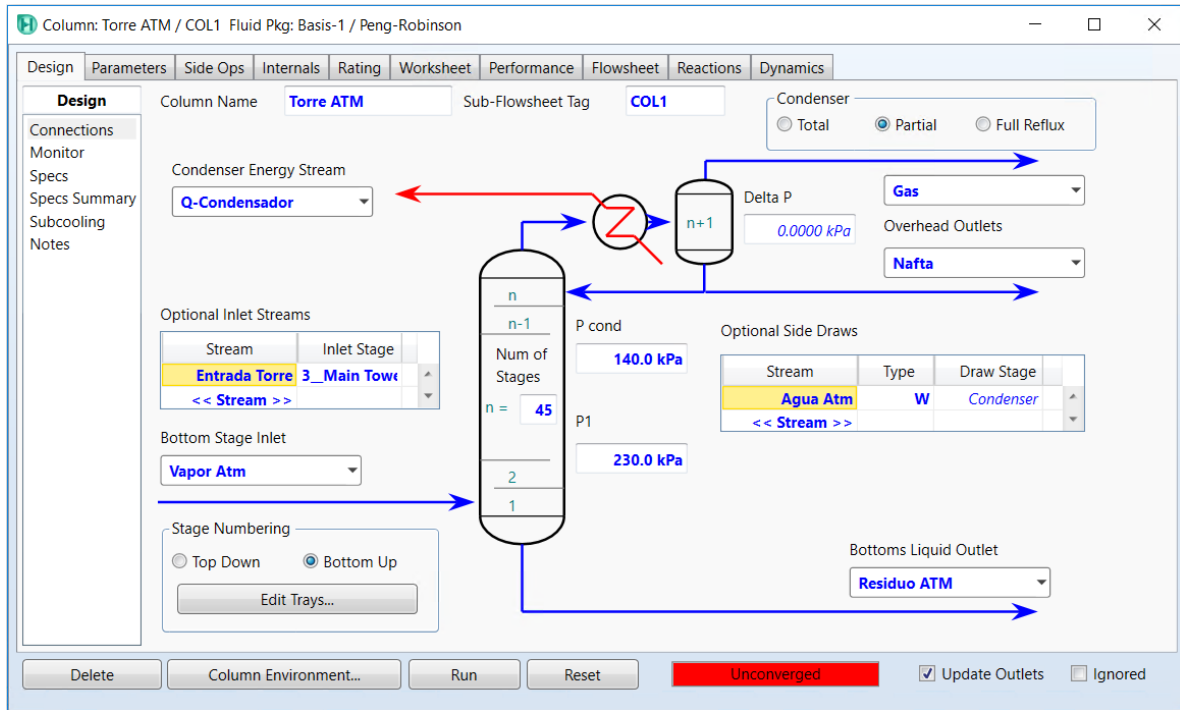 Column: Torre ATM / COL1 Fluid Pkg: Basis-1 / Peng-Robinson
Design Parameters Side Ops Internals Rating Worksheet Performance Flowsheet Reactions Dynamics
Design
Connections
Monitor
Specs
Specs Summary
Subcooling
Notes
Column Name Torre ATM Sub-Flowsheet Tag COL1
Condenser
Total Partial Full Reflux
Condenser Energy Stream
Q-Condensador
n+1
Delta P
0.0000 kPa
Gas
Overhead Outlets
Nafta
Optional Inlet Streams
Stream Inlet Stage
Entrada Torre 3__Main Towe
<< Stream >>
Bottom Stage Inlet
Vapor Atm
n
n-1
Num of
Stages
n = 45
2
1
P cond
140.0 kPa
P1
230.0 kPa
Optional Side Draws
Stream Type Draw Stage
Agua Atm W Condenser
<< Stream >>
Stage Numbering
Top Down Bottom Up
Edit Trays...
Bottoms Liquid Outlet
Residuo ATM
Delete Column Environment... Run Reset Unconverged Update Outlets Ignored